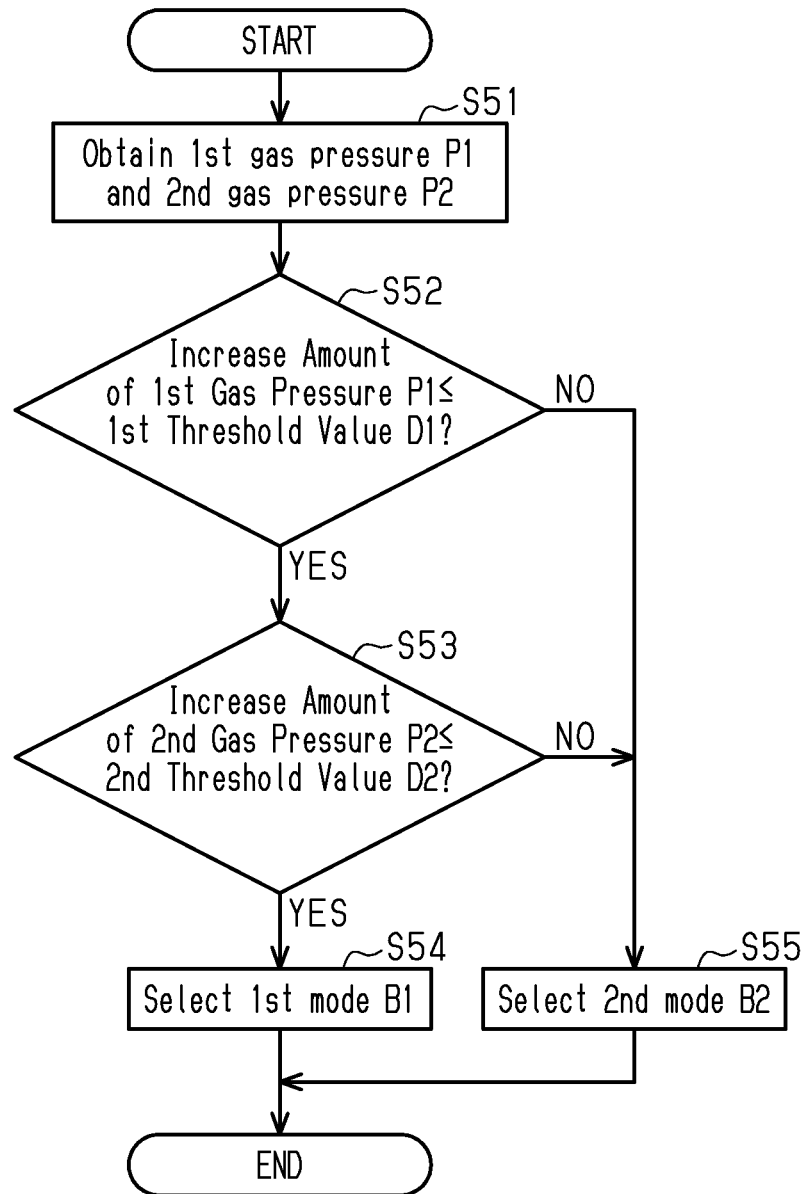 START
S51
Obtain 1st gas pressure P1
and 2nd gas pressure P2
S52
Increase Amount
of 1st Gas Pressure P1≤
1st Threshold Value D1?
NO
YES
S53
Increase Amount
of 2nd Gas Pressure P2≤
2nd Threshold Value D2?
NO
YES
S54
Select 1st mode B1
S55
Select 2nd mode B2
END